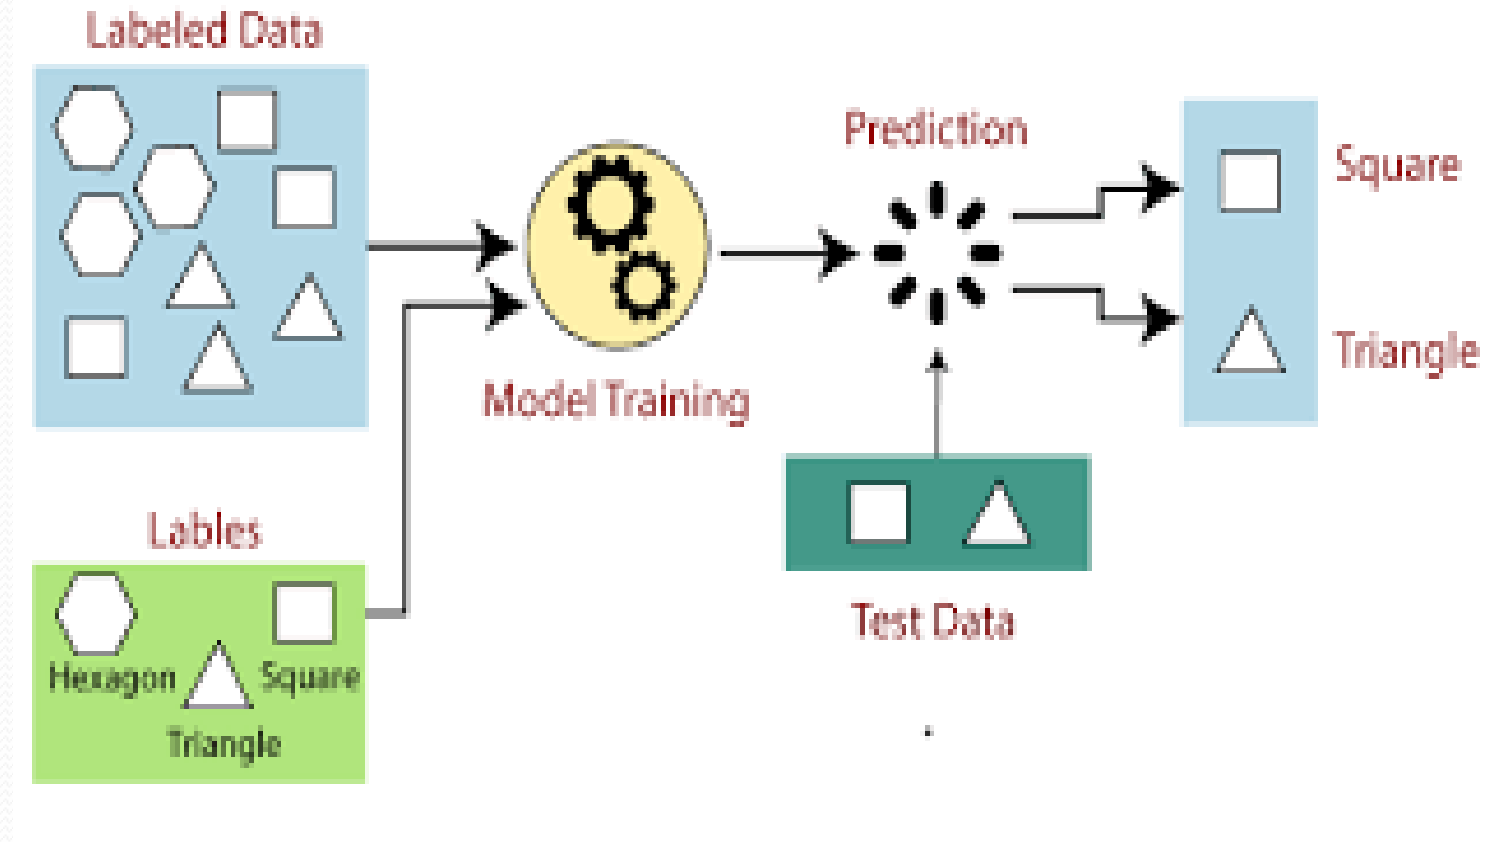 Labeled Data
Prediction
Square
Triangle
Model Training
Lables
Hexagon
Square
Triangle
Test Data